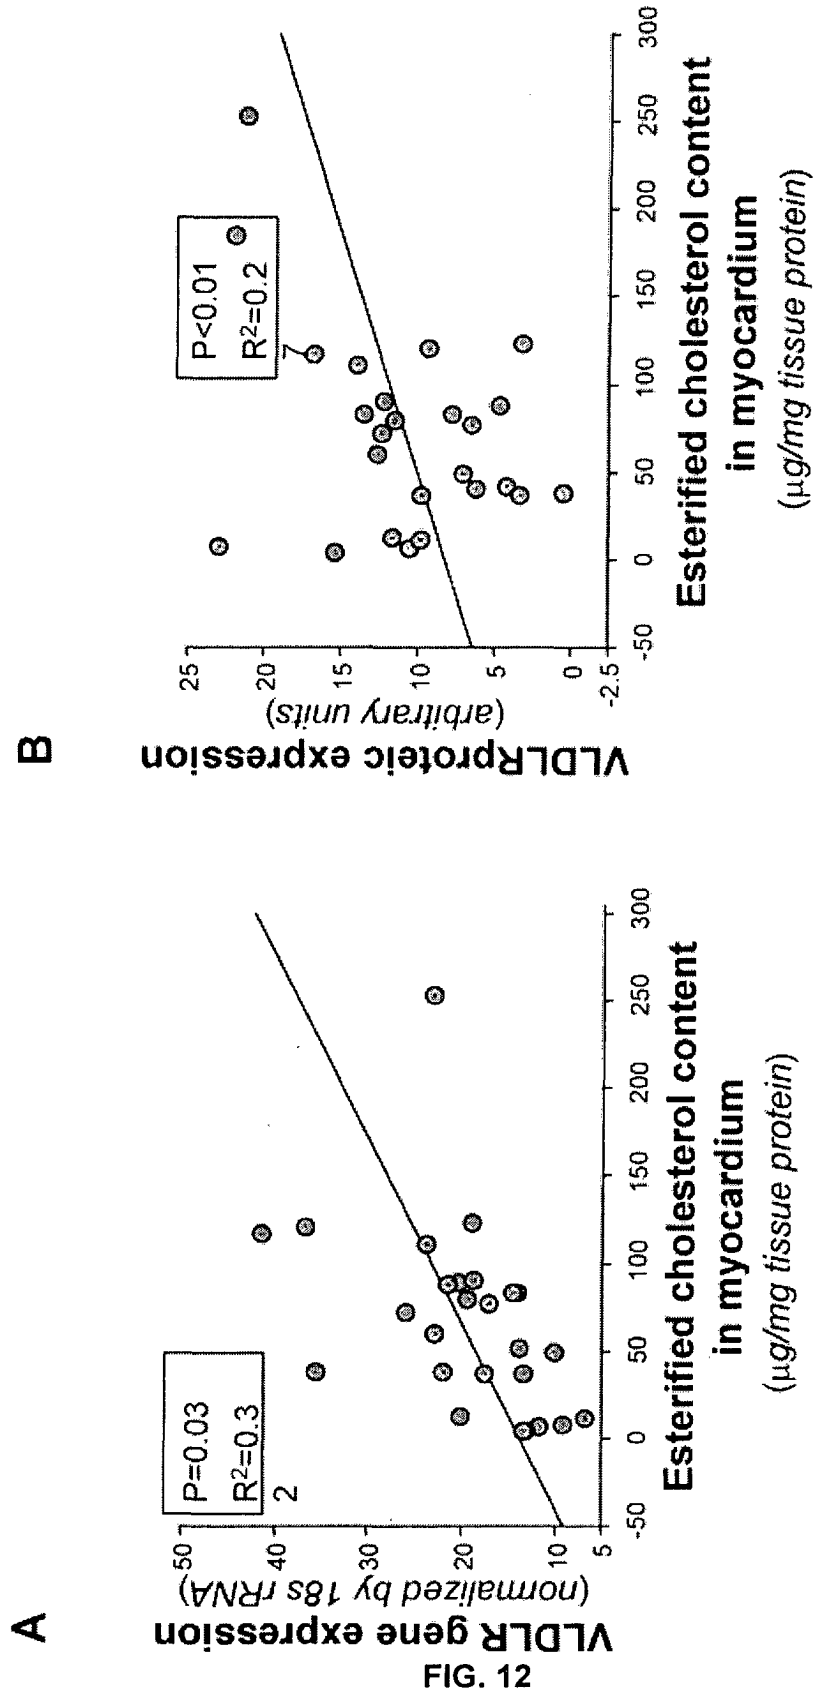 A
VLDLR gene expression
(normalized by 18s rRNA)
50
40
30
20
10
5
P=0.03
R²=0.3
2
-50
0
50
100
150
200
250
300
Esterified cholesterol content
in myocardium
(µg/mg tissue protein)
B
VLDLRproteic expression
(arbitrary units)
25
20
15
10
5
0
-2.5
P<0.01
R²=0.2
7
-50
0
50
100
150
200
250
300
Esterified cholesterol content
in myocardium
(µg/mg tissue protein)
FIG. 12